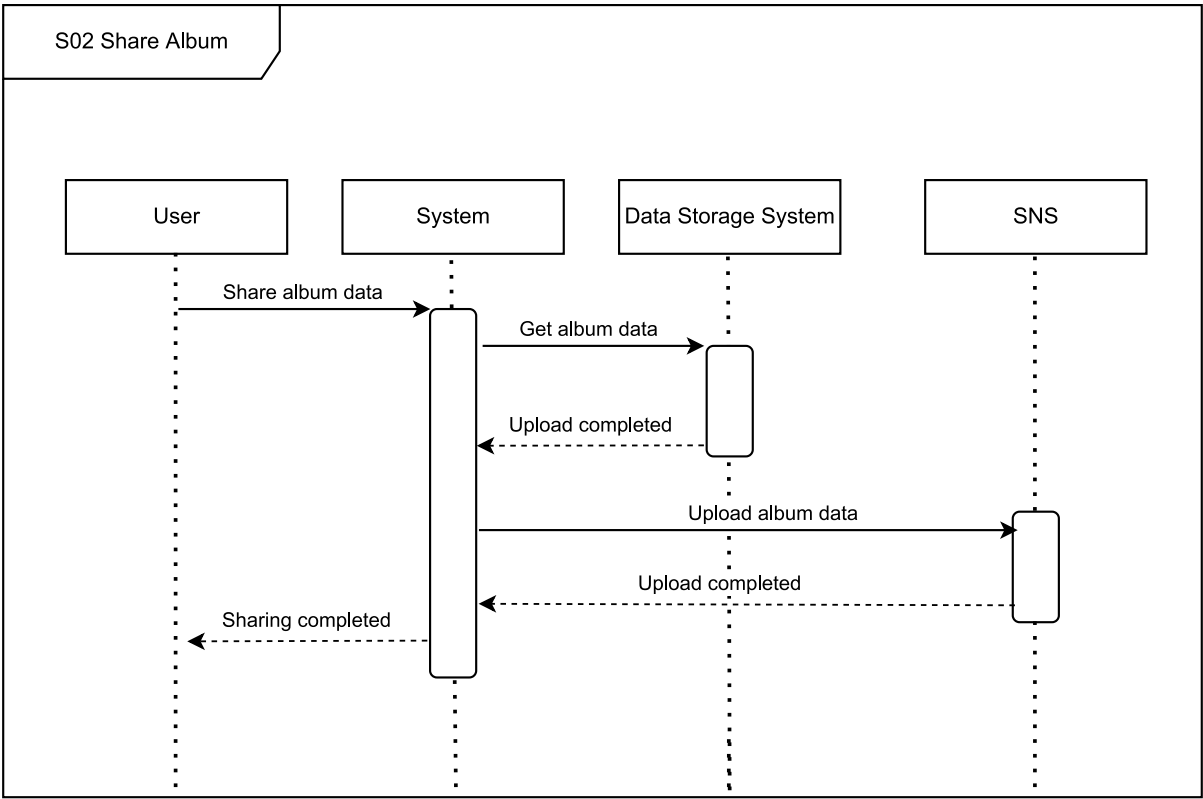 S02 Share Album
User
System
Data Storage System
SNS
Share album data
Get album data
Upload completed
Upload album data
Upload completed
Sharing completed